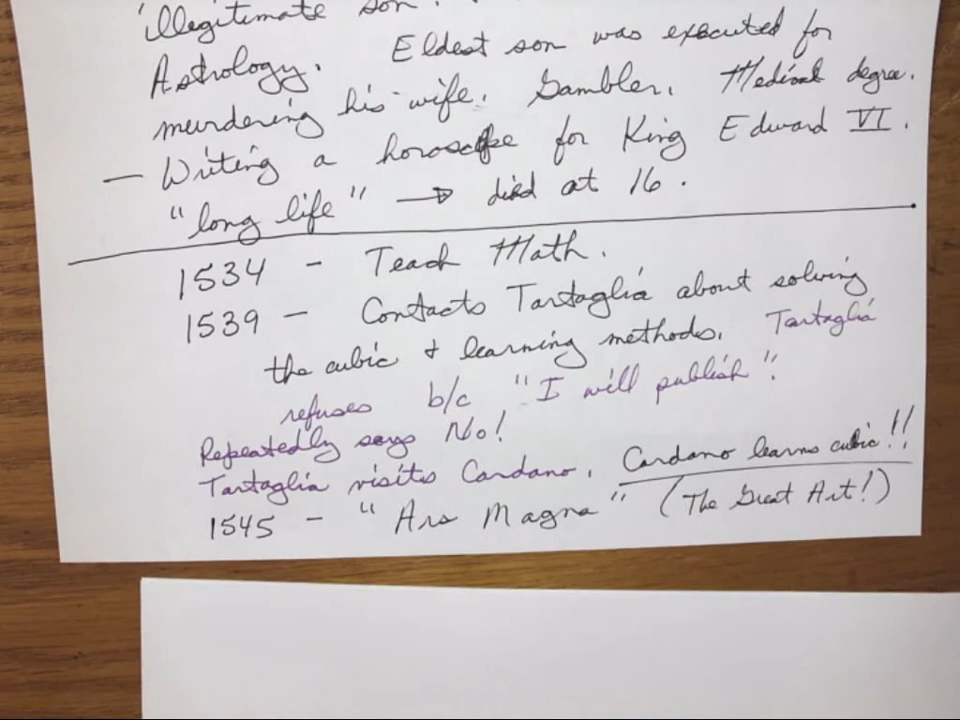 illegitimate son.
Astrology. Eldest son was executed for
murdering his wife. Gambler. Medical degree.
— Writing a horoscope for King Edward VI.
"long life" → died at 16.
1534 - Teach Math.
1539 - Contacts Tartaglia about solving
the cubic + learning methods. Tartaglia
refuses b/c "I will publish".
Repeatedly says No!
Tartaglia visits Cardano. Cardano learns cubic!!
1545 - "Ars Magna" (The Great Art!)